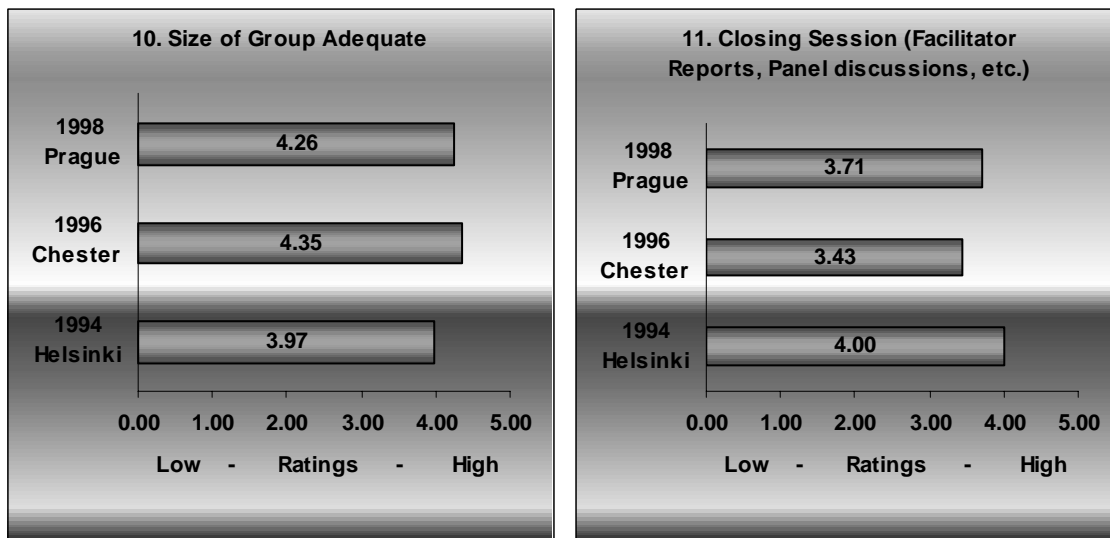 10. Size of Group Adequate
1998
Prague
4.26
1996
Chester
4.35
1994
Helsinki
3.97
0.00 1.00 2.00 3.00 4.00 5.00
Low - Ratings - High
11. Closing Session (Facilitator
Reports, Panel discussions, etc.)
1998
Prague
3.71
1996
Chester
3.43
1994
Helsinki
4.00
0.00 1.00 2.00 3.00 4.00 5.00
Low - Ratings - High